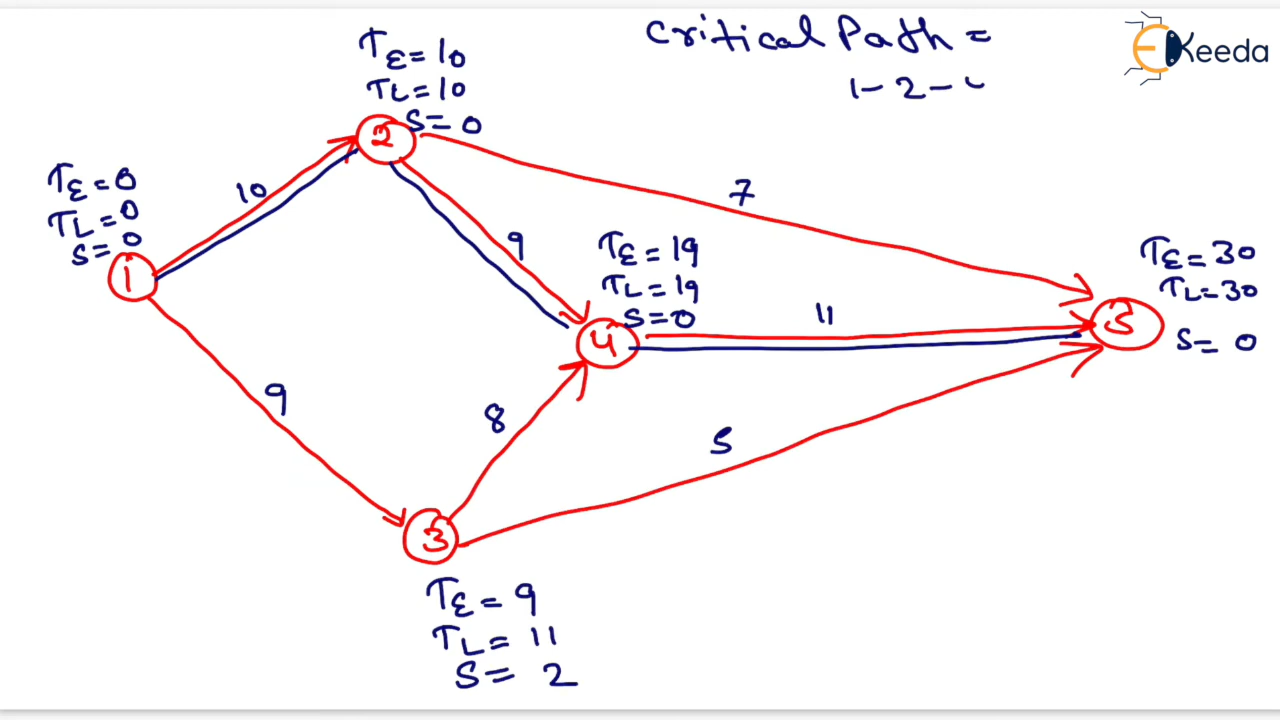 Critical Path =
1-2-4
EKeeda
TE=10
TL=10
S=0
2
TE=0
TL=0
S=0
1
10
7
9
TE=19
TL=19
S=0
4
11
TE=30
TL=30
S=0
5
9
8
5
3
TE=9
TL=11
S=2